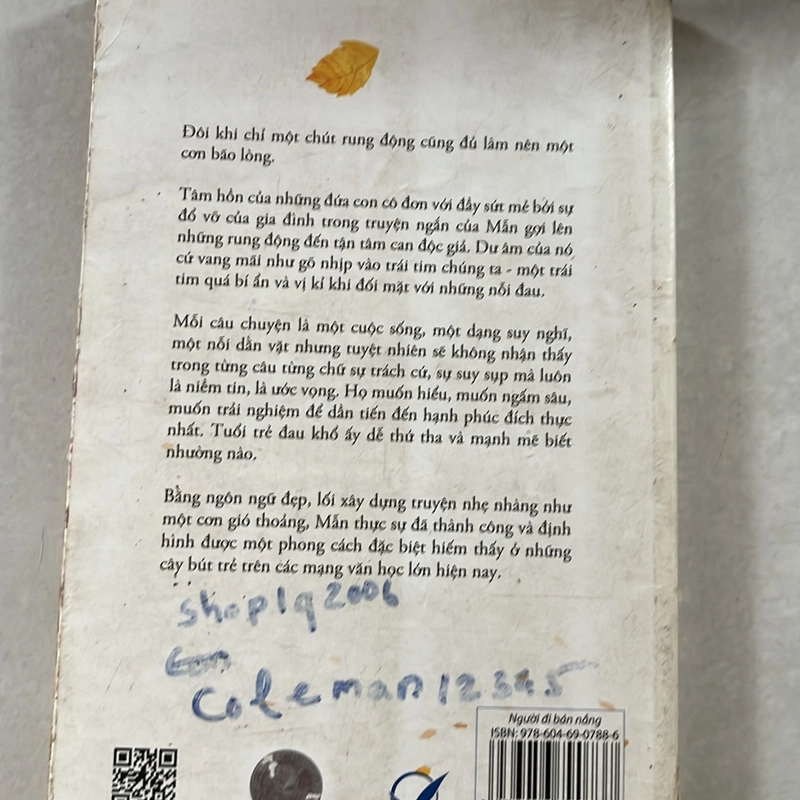 Đôi khi chỉ một chút rung động cũng đủ làm nên một
cơn bão lòng.
Tâm hồn của những đứa con cô đơn với đầy sứt mẻ bởi sự
đổ vỡ của gia đình trong truyện ngắn của Mẫn gợi lên
những rung động đến tận tâm can độc giả. Dư âm của nó
cứ vang mãi như gõ nhịp vào trái tim chúng ta - một trái
tim quá bí ẩn và vị kỉ khi đối mặt với những nỗi đau.
Mỗi câu chuyện là một cuộc sống, một dạng suy nghĩ,
một nỗi dằn vặt nhưng tuyệt nhiên sẽ không nhận thấy
trong từng câu từng chữ sự trách cứ, sự suy sụp mà luôn
là niềm tin, là ước vọng. Họ muốn hiểu, muốn ngấm sâu,
muốn trải nghiệm để dần tiến đến hạnh phúc đích thực
nhất. Tuổi trẻ đau khổ ấy dễ thứ tha và mạnh mẽ biết
nhường nào.
Bằng ngôn ngữ đẹp, lối xây dựng truyện nhẹ nhàng như
một cơn gió thoảng, Mẫn thực sự đã thành công và định
hình được một phong cách đặc biệt hiếm thấy ở những
cây bút trẻ trên các mạng văn học lớn hiện nay.
shoplq2006
Coleman12345
Người đi bán nắng
ISBN: 978-604-69-0788-6